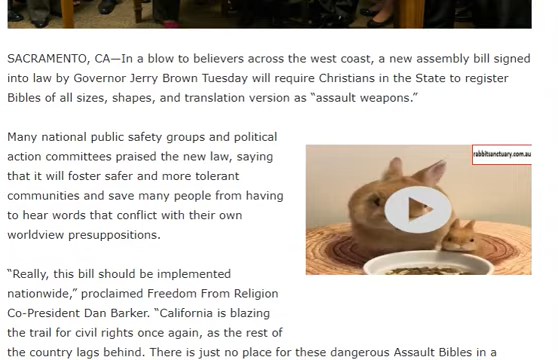 SACRAMENTO, CA—In a blow to believers across the west coast, a new assembly bill signed
into law by Governor Jerry Brown Tuesday will require Christians in the State to register
Bibles of all sizes, shapes, and translation version as “assault weapons.”
Many national public safety groups and political
action committees praised the new law, saying
that it will foster safer and more tolerant
communities and save many people from having
to hear words that conflict with their own
worldview presuppositions.
rabbitsanctuary.com.au
“Really, this bill should be implemented
nationwide,” proclaimed Freedom From Religion
Co-President Dan Barker. “California is blazing
the trail for civil rights once again, as the rest of
the country lags behind. There is just no place for these dangerous Assault Bibles in a